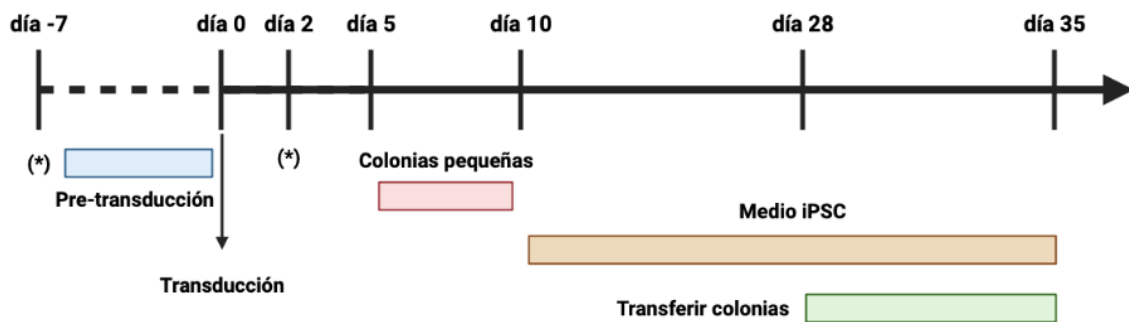 día -7 día 0 día 2 día 5 día 10 día 28 día 35
(*) (*)
Colonias pequeñas
Pre-transducción
Medio iPSC
Transducción
Transferir colonias